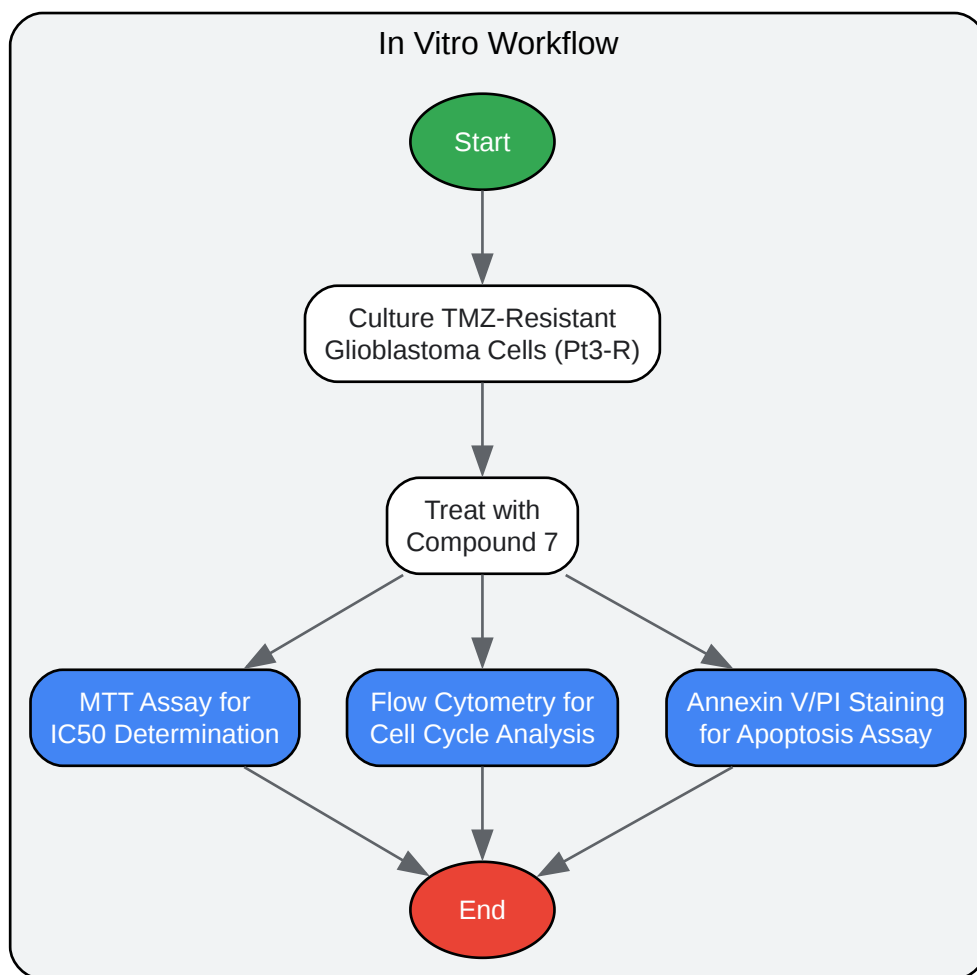 In Vitro Workflow
Start
Culture TMZ-Resistant
Glioblastoma Cells (Pt3-R)
Treat with
Compound 7
MTT Assay for
IC50 Determination
Flow Cytometry for
Cell Cycle Analysis
Annexin V/PI Staining
for Apoptosis Assay
End